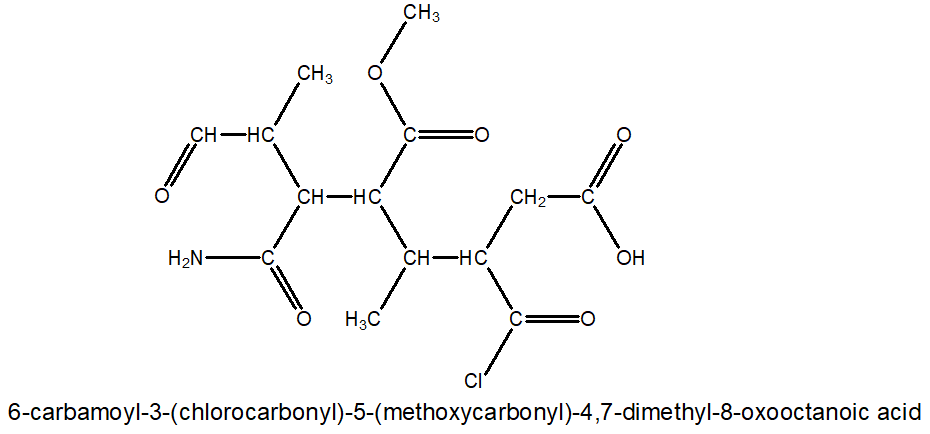 CH3
CH3 O
CH HC C O O
O CH HC CH2 C
H2N C CH HC OH
O H3C C O
Cl
6-carbamoyl-3-(chlorocarbonyl)-5-(methoxycarbonyl)-4,7-dimethyl-8-oxooctanoic acid